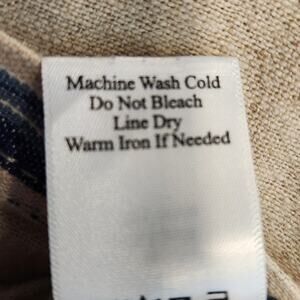 Machine Wash Cold
Do Not Bleach
Line Dry
Warm Iron If Needed